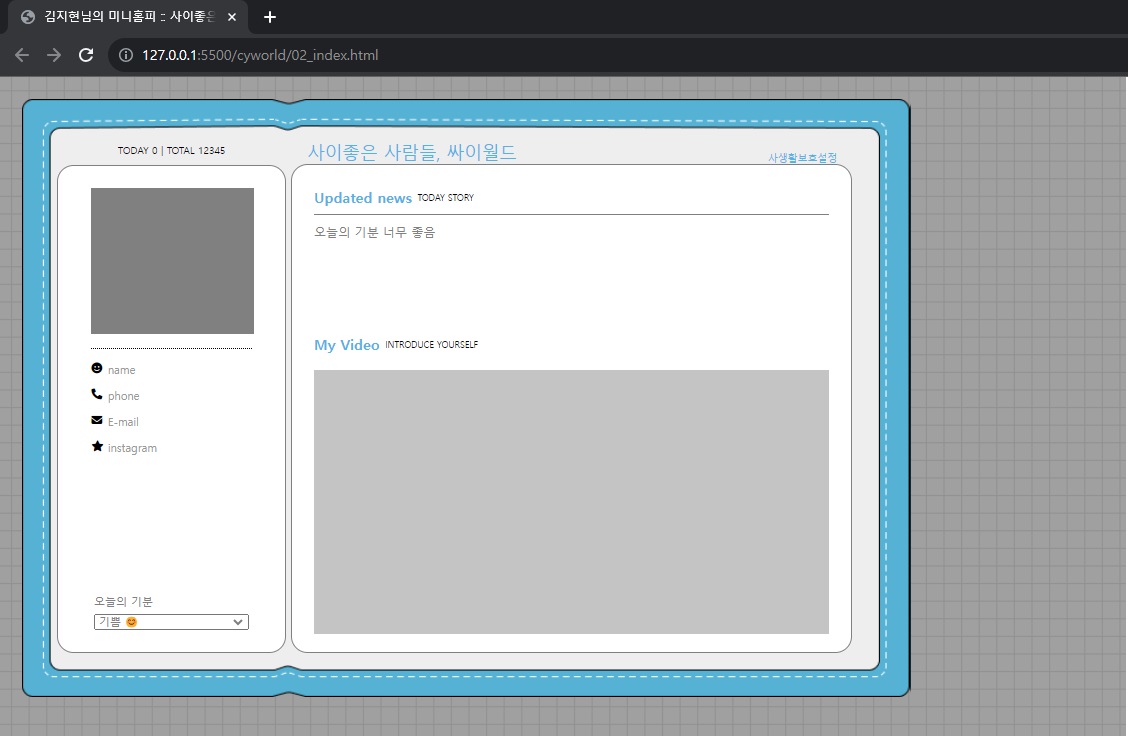 김지현님의 미니홈피 :: 사이좋은
127.0.0.1:5500/cyworld/02_index.html
TODAY 0 | TOTAL 12345
사이좋은 사람들, 싸이월드
사생활보호설정
name
phone
E-mail
instagram
오늘의 기분
기쁨 😊
Updated news TODAY STORY
오늘의 기분 너무 좋음
My Video INTRODUCE YOURSELF